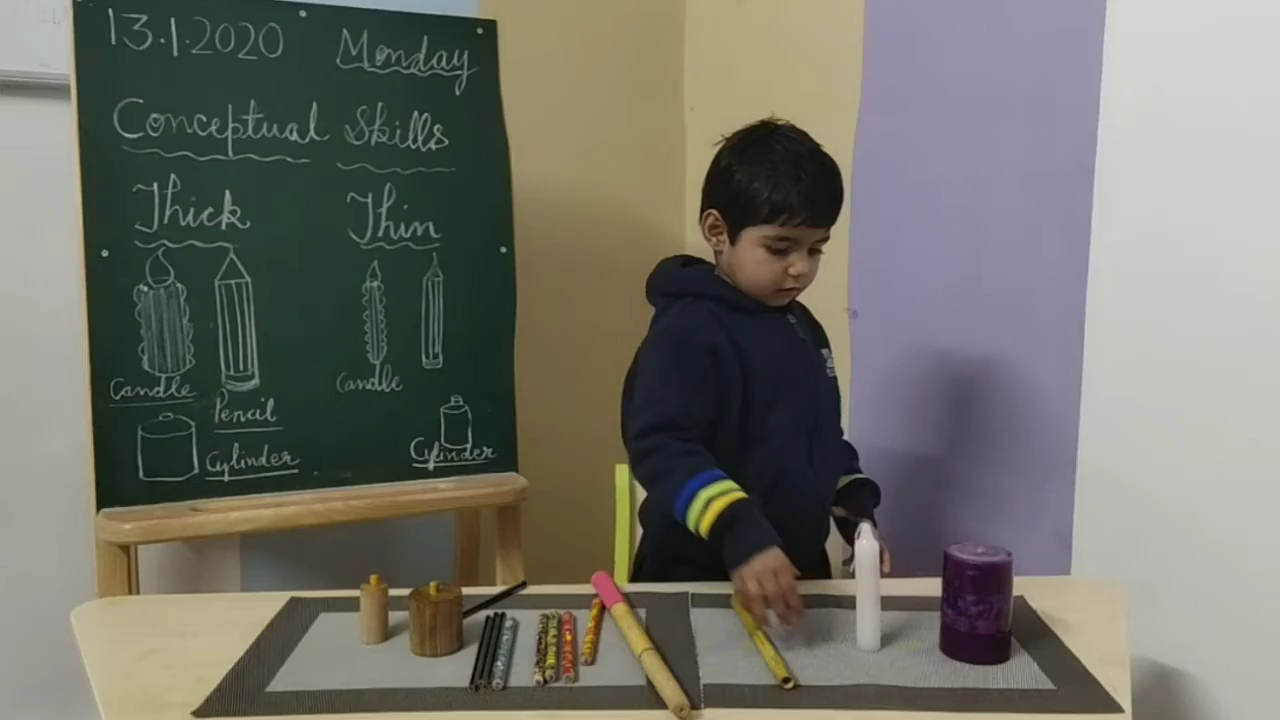 13.1.2020 Monday
Conceptual Skills
Thick Thin
Candle Candle
Pencil
Cylinder Cylinder